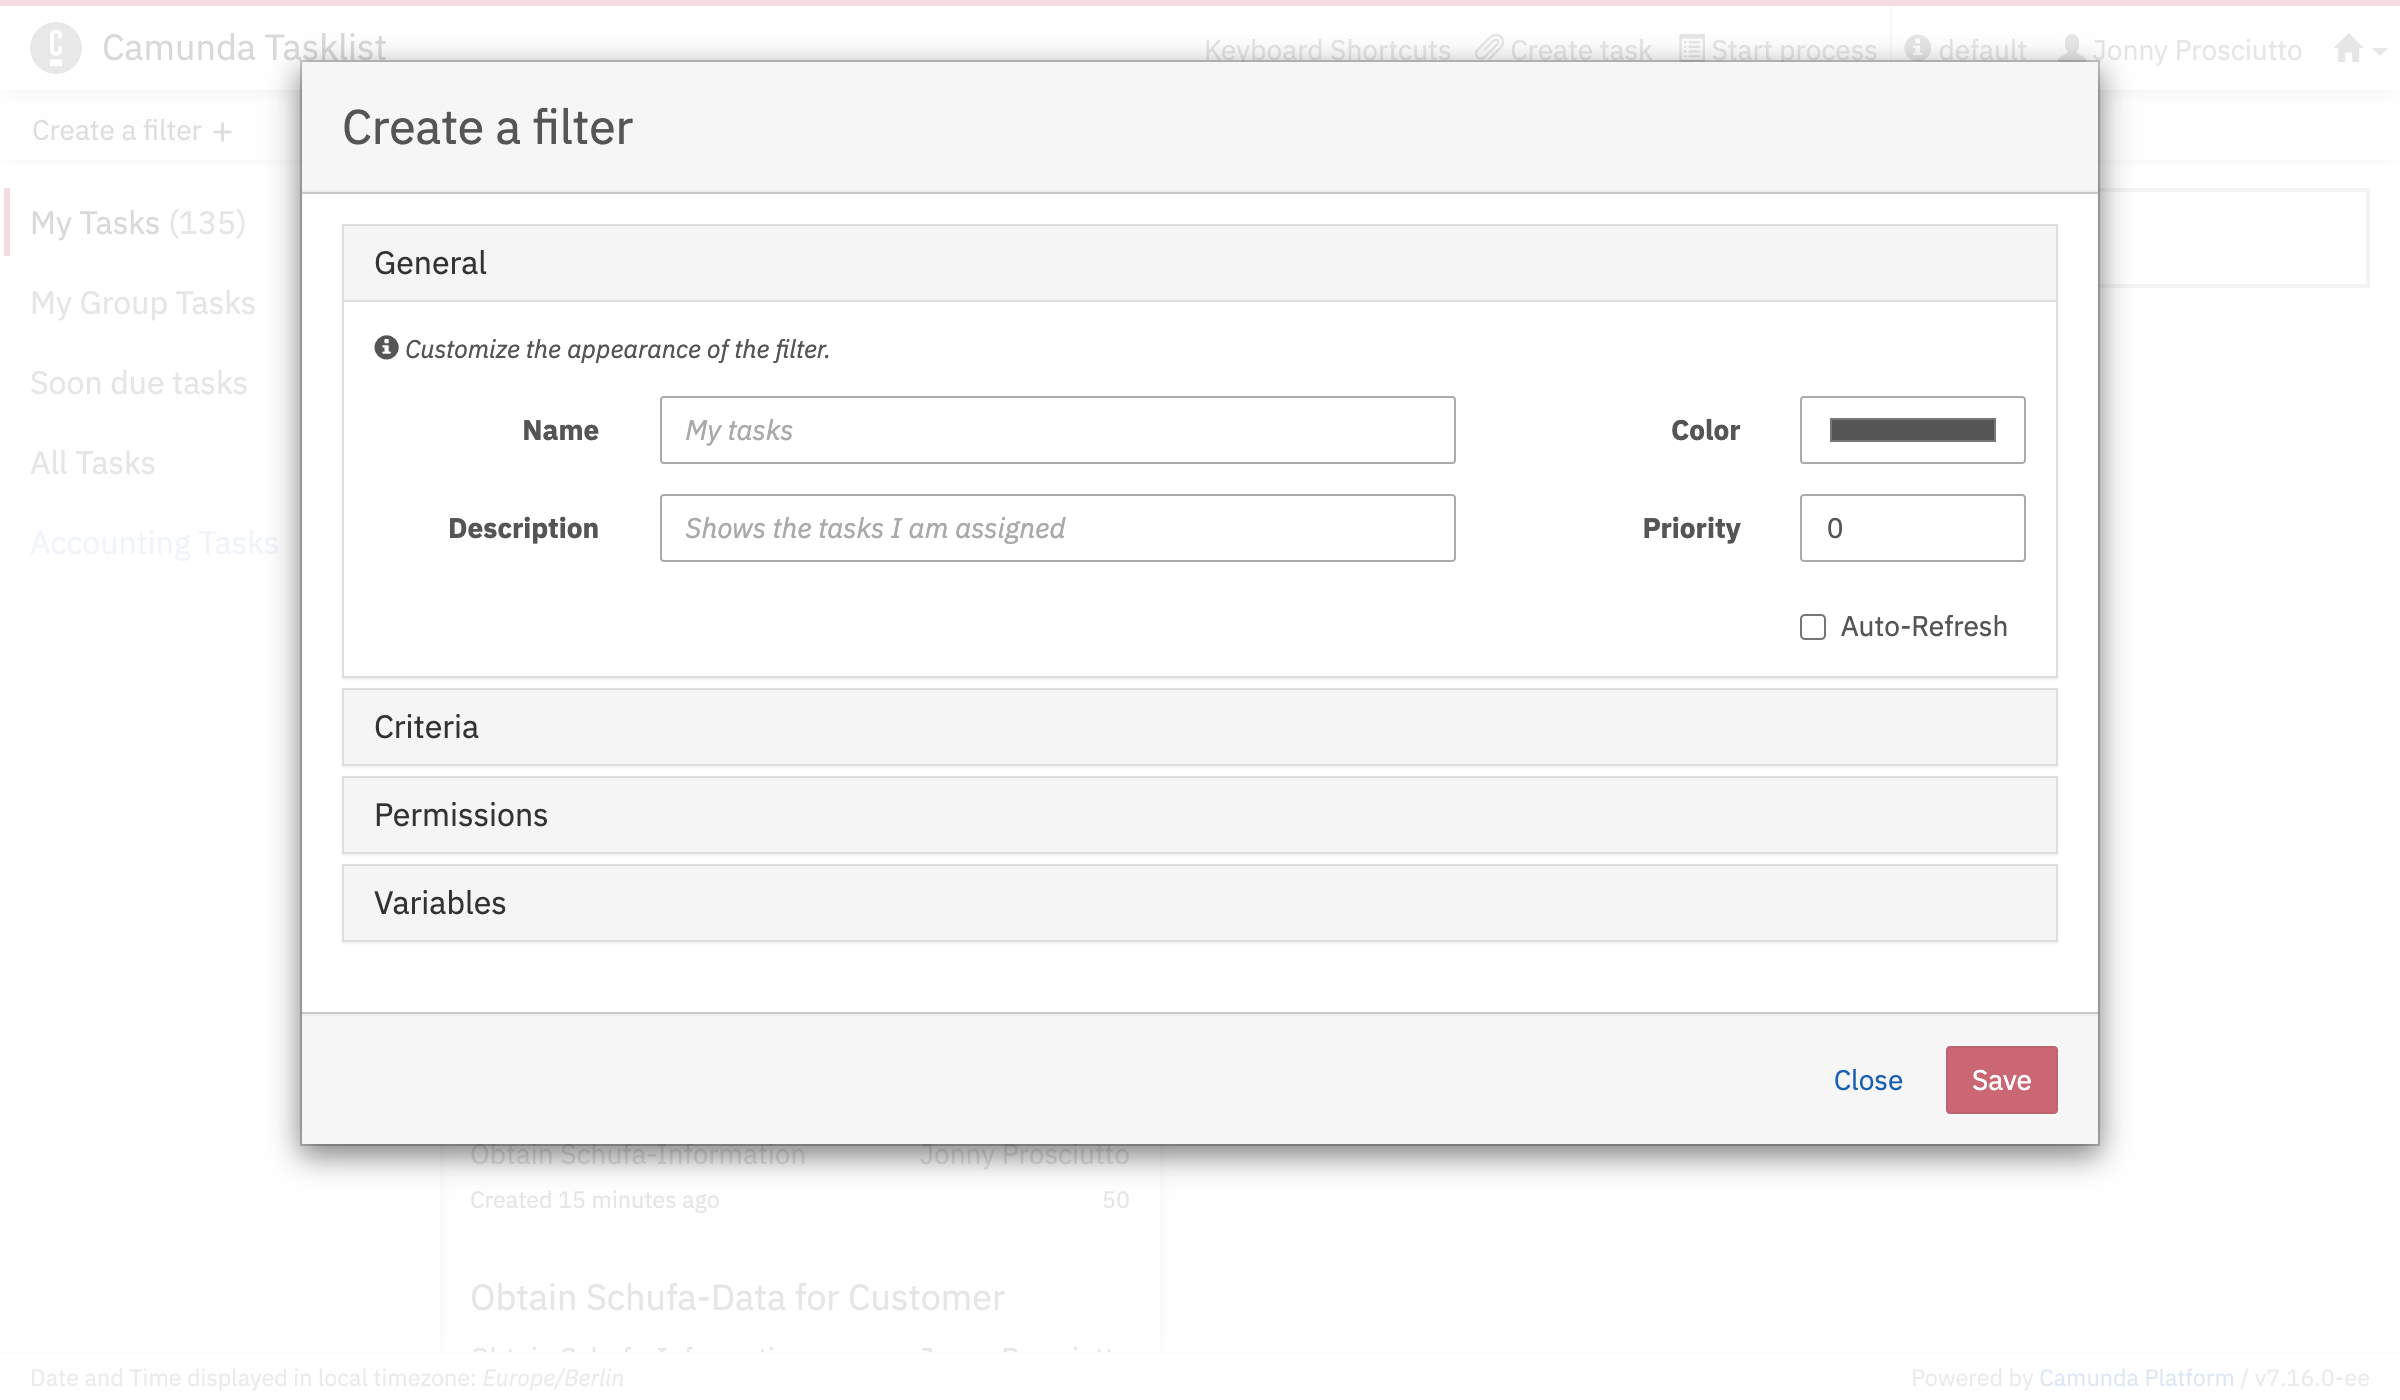 Camunda Tasklist
Keyboard Shortcuts Create task Start process default Jonny Prosciutto
Create a filter +
My Tasks (135)
My Group Tasks
Soon due tasks
All Tasks
Accounting Tasks
Create a filter
General
Customize the appearance of the filter.
Name My tasks Color
Description Shows the tasks I am assigned Priority 0
Auto-Refresh
Criteria
Permissions
Variables
Close Save
Obtain Schufa-Information Jonny Prosciutto
Created 15 minutes ago 50
Obtain Schufa-Data for Customer
Date and Time displayed in local timezone: Europe/Berlin
Powered by Camunda Platform / v7.16.0-ee